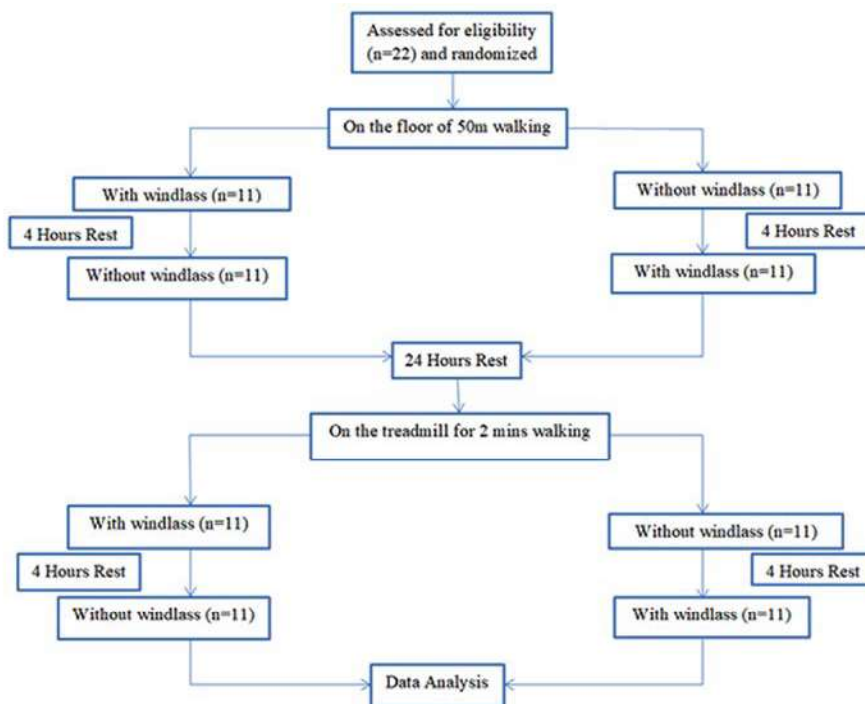 Assessed for eligibility
(n=22) and randomized
On the floor of 50m walking
With windlass (n=11)
Without windlass (n=11)
4 Hours Rest
4 Hours Rest
Without windlass (n=11)
With windlass (n=11)
24 Hours Rest
On the treadmill for 2 mins walking
With windlass (n=11)
Without windlass (n=11)
4 Hours Rest
4 Hours Rest
Without windlass (n=11)
With windlass (n=11)
Data Analysis